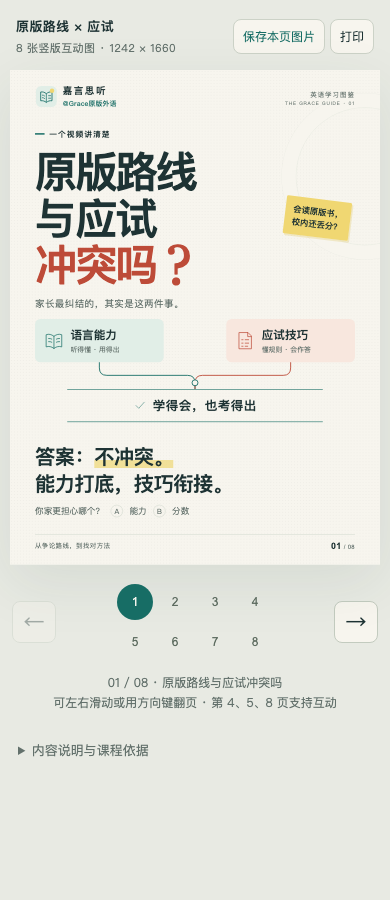 原版路线 × 应试
8 张竖版互动图 · 1242 × 1660
保存本页图片
打印
嘉言思听
@Grace原版外语
英语学习图鉴
THE GRACE GUIDE · 01
一个视频讲清楚
原版路线
与应试
冲突吗？
会读原版书，
校内还丢分?
家长最纠结的，其实是这两件事。
语言能力
听得懂 · 用得出
应试技巧
懂规则 · 会作答
学得会，也考得出
答案：不冲突。
能力打底，技巧衔接。
你家更担心哪个？ A 能力 B 分数
从争论路线，到找对方法
01 / 08
← 1 2 3 4 →
5 6 7 8
01 / 08 · 原版路线与应试冲突吗
可左右滑动或用方向键翻页 · 第 4、5、8 页支持互动
▶ 内容说明与课程依据